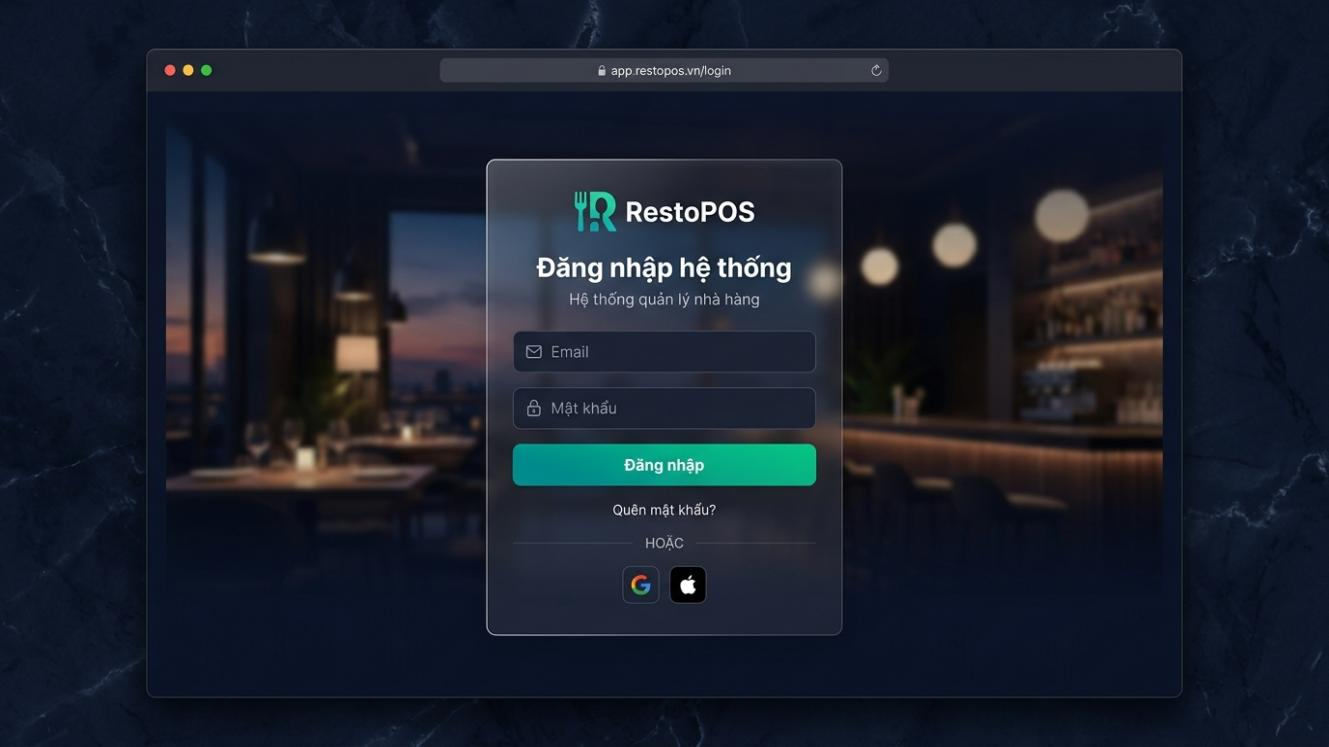 app.restopos.vn/login
RestoPOS
Đăng nhập hệ thống
Hệ thống quản lý nhà hàng
Email
Mật khẩu
Đăng nhập
Quên mật khẩu?
HOẶC